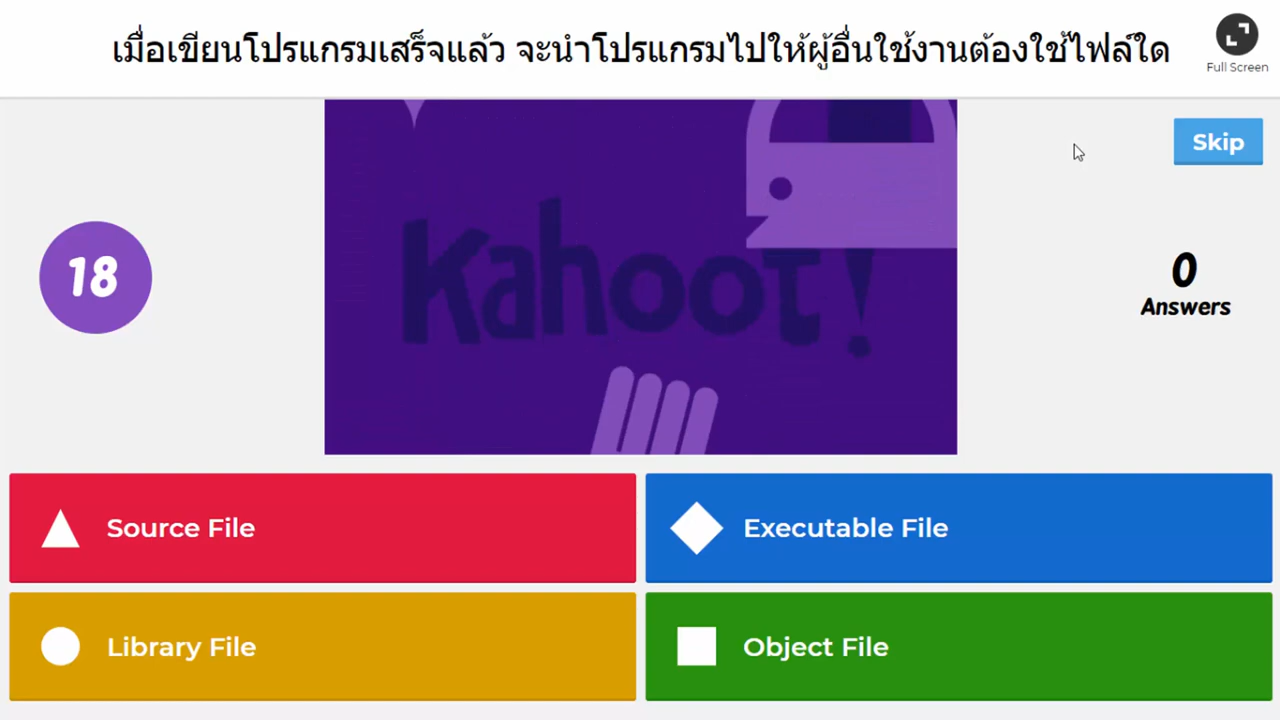 เมื่อเขียนโปรแกรมเสร็จแล้ว จะนำโปรแกรมไปให้ผู้อื่นใช้งานต้องใช้ไฟล์ใด
Full Screen
Skip
Kahoot!
18
0
Answers
Source File
Executable File
Library File
Object File